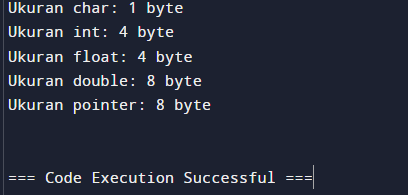 Ukuran char: 1 byte
Ukuran int: 4 byte
Ukuran float: 4 byte
Ukuran double: 8 byte
Ukuran pointer: 8 byte
=== Code Execution Successful ===